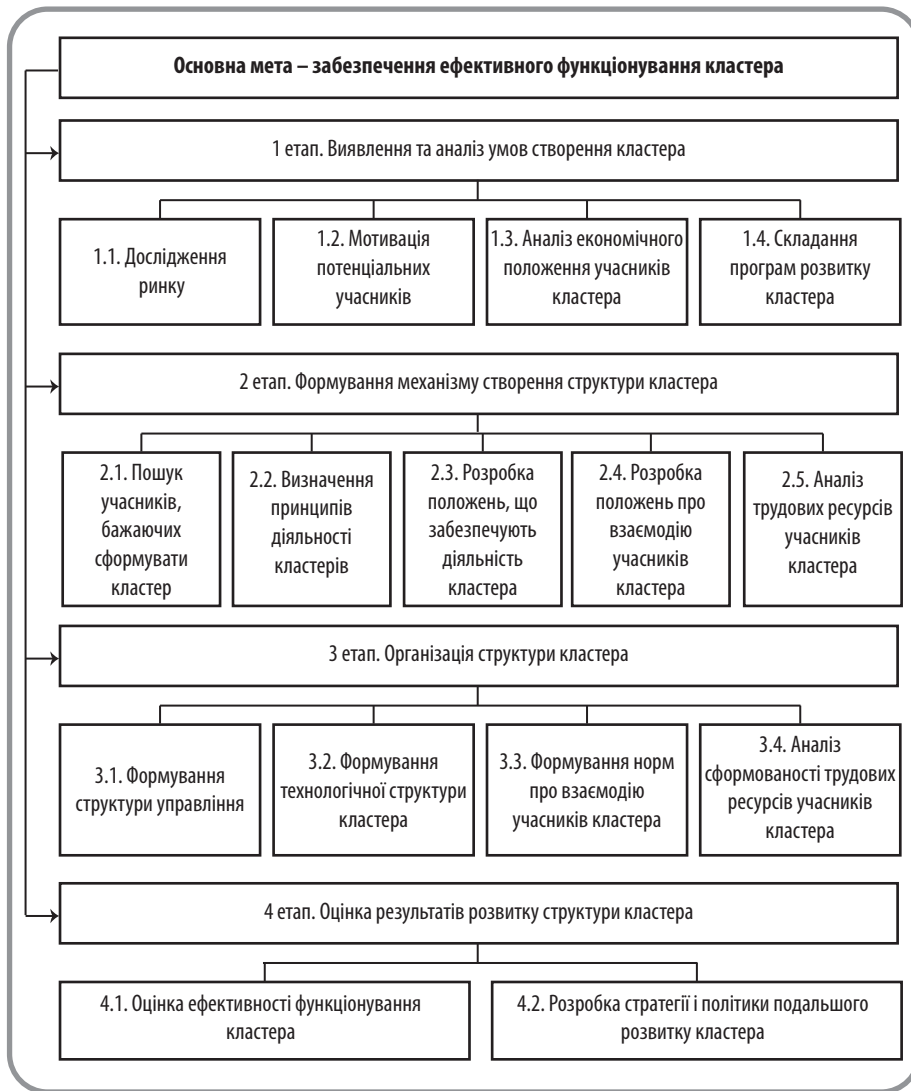 Основна мета – забезпечення ефективного функціонування кластера
1 етап. Виявлення та аналіз умов створення кластера
1.1. Дослідження
ринку
1.2. Мотивація
потенціальних
учасників
1.3. Аналіз економічного
положення учасників
кластера
1.4. Складання
програм розвитку
кластера
2 етап. Формування механізму створення структури кластера
2.1. Пошук
учасників,
бажаючих
сформувати
кластер
2.2. Визначення
принципів
діяльності
кластерів
2.3. Розробка
положень, що
забезпечують
діяльність
кластера
2.4. Розробка
положень про
взаємодію
учасників
кластера
2.5. Аналіз
трудових ресурсів
учасників
кластера
3 етап. Організація структури кластера
3.1. Формування
структури управління
3.2. Формування
технологічної структури
кластера
3.3. Формування норм
про взаємодію
учасників кластера
3.4. Аналіз
сформованості трудових
ресурсів учасників
кластера
4 етап. Оцінка результатів розвитку структури кластера
4.1. Оцінка ефективності функціонування
кластера
4.2. Розробка стратегії і політики подальшого
розвитку кластера